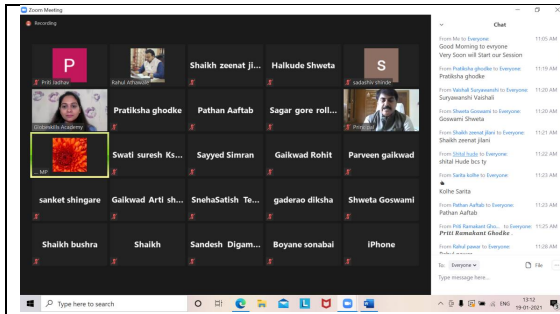 Zoom Meeting
Recording
P
Priti Jadhav
Rahul Athawale
Shaikh zeenat ji...
Halkude Shweta
S
sadashiv shinde
Globalskills Academy
Pratiksha ghodke
Pathan Aaftab
Sagar gore roll...
Principal
... MP
Swati suresh Ks...
Sayyed Simran
Gaikwad Rohit
Parveen gaikwad
sanket shingare
Gaikwad Arti sh...
SnehaSatish Te...
gaderao diksha
Shweta Goswami
Shaikh bushra
Shaikh
Sandesh Digam...
Boyane sonabai
iPhone
Chat
From Me to Everyone: 11:05 AM
Good Morning to evryone
Very Soon will Start our Session
From Pratiksha ghodke to Everyone: 11:19 AM
Pratiksha ghodke
From Vaishali Suryawanshi to Everyone: 11:20 AM
Suryawanshi Vaishali
From Shweta Goswami to Everyone: 11:20 AM
Goswami Shweta
From Shaikh zeenat jilani to Everyone: 11:21 AM
Shaikh zeenat jilani
From Shital hude to Everyone: 11:22 AM
shital Hude bcs ty
From Sarita kolhe to Everyone: 11:23 AM
Kolhe Sarita
From Pathan Aaftab to Everyone: 11:23 AM
Pathan Aaftab
From Priti Ramakant Gho... to Everyone: 11:25 AM
Priti Ramakant Ghodke .
From Rahul pawar to Everyone: 11:26 AM
To: Everyone
File
Type message here...
Type here to search
ENG
13:12
19-01-2021